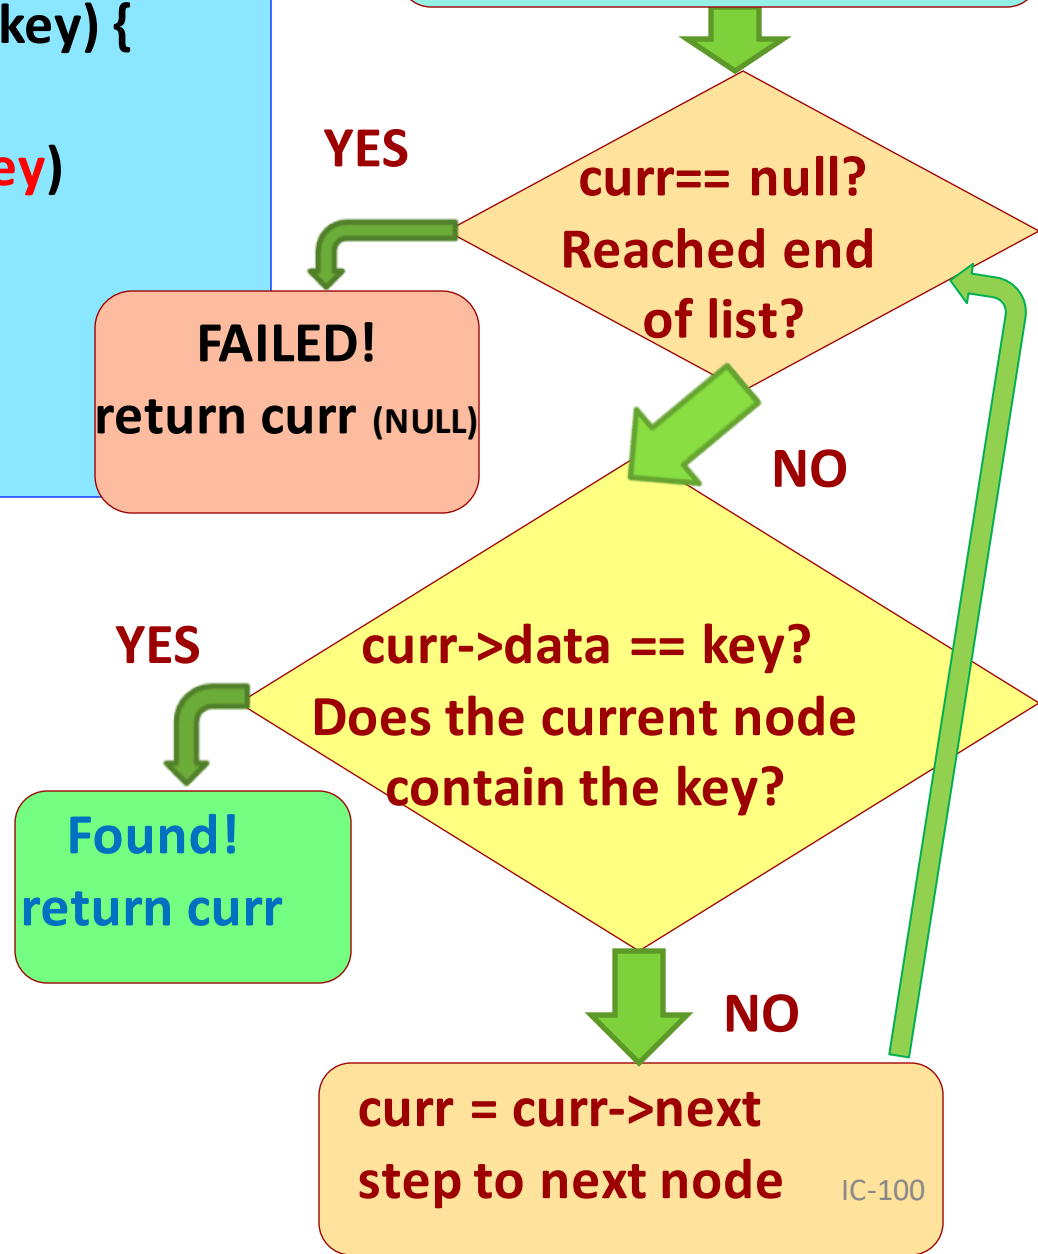 key) {
ey)
YES
curr== null?
Reached end
of list?
FAILED!
return curr (NULL)
NO
YES
curr->data == key?
Does the current node
contain the key?
Found!
return curr
NO
curr = curr->next
step to next node
IC-100